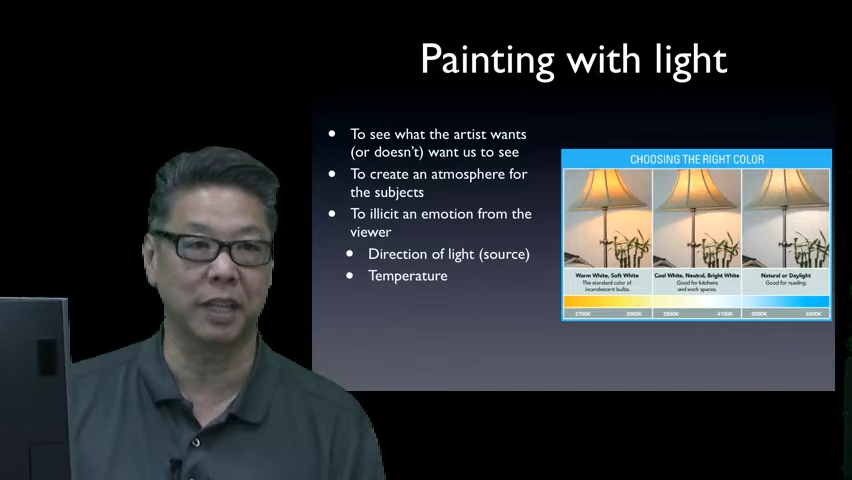 Painting with light
• To see what the artist wants
(or doesn't) want us to see
• To create an atmosphere for
the subjects
• To illicit an emotion from the
viewer
• Direction of light (source)
• Temperature
CHOOSING THE RIGHT COLOR
Warm White, Soft White
The standard color of
incandescent bulbs.
Cool White, Neutral, Bright White
Good for kitchens
and work spaces.
Natural or Daylight
Good for reading.
2700K 3000K 3500K 4100K 5000K 6500K